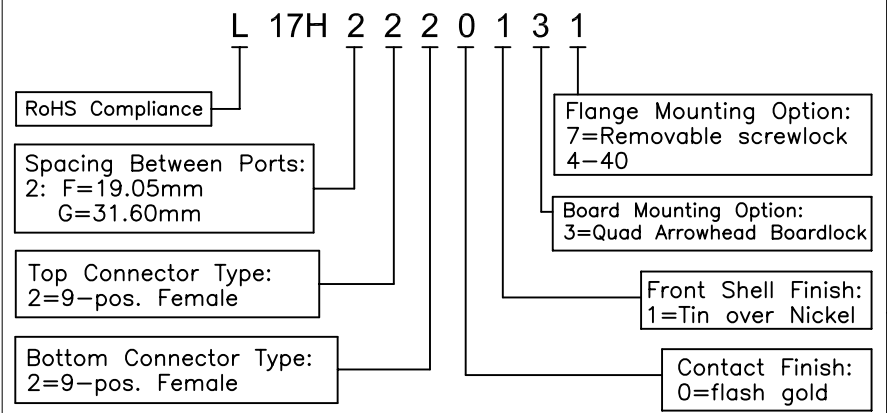 L 17H 2 2 2 0 1 3 1
RoHS Compliance
Spacing Between Ports:
2: F=19.05mm
G=31.60mm
Top Connector Type:
2=9-pos. Female
Bottom Connector Type:
2=9-pos. Female
Flange Mounting Option:
7=Removable screwlock
4-40
Board Mounting Option:
3=Quad Arrowhead Boardlock
Front Shell Finish:
1=Tin over Nickel
Contact Finish:
0=flash gold